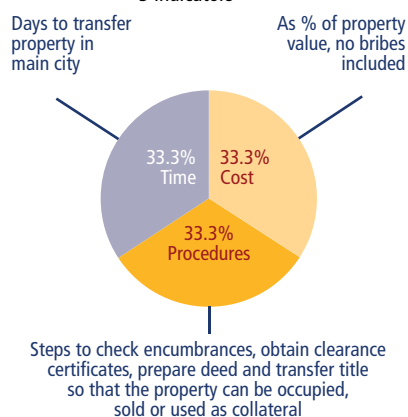 Days to transfer
property in
main city
As % of property
value, no bribes
included
33.3%
Time
33.3%
Cost
33.3%
Procedures
Steps to check encumbrances, obtain clearance
certificates, prepare deed and transfer title
so that the property can be occupied,
sold or used as collateral